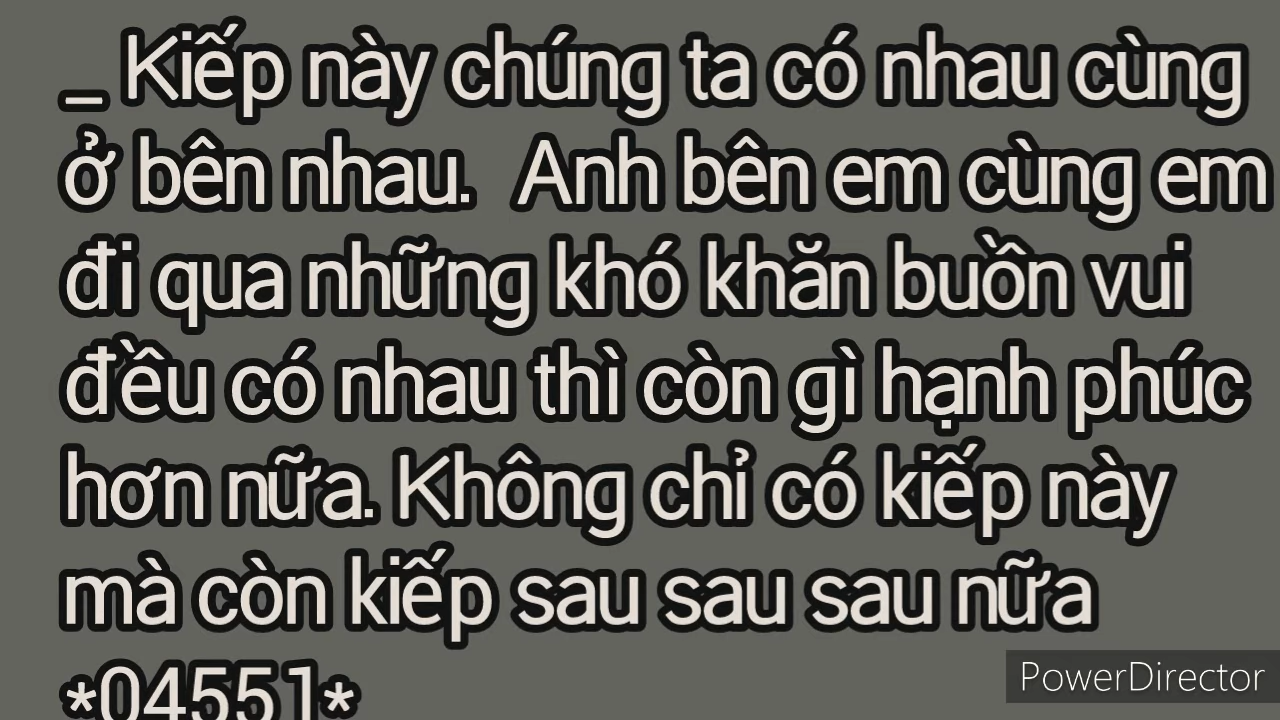 _ Kiếp này chúng ta có nhau cùng
ở bên nhau. Anh bên em cùng em
đi qua những khó khăn buồn vui
đều có nhau thì còn gì hạnh phúc
hơn nữa. Không chỉ có kiếp này
mà còn kiếp sau sau sau nữa
*04551*
PowerDirector